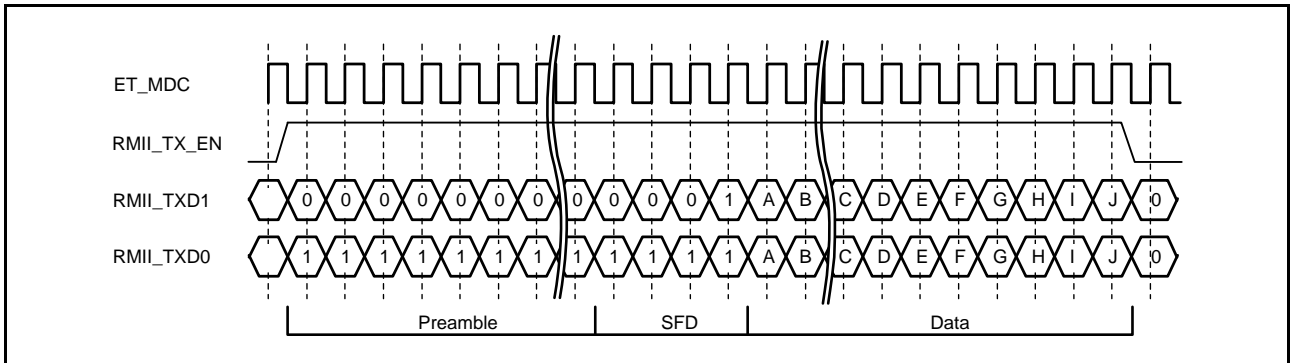 ET_MDC
RMII_TX_EN
RMII_TXD1 0 0 0 0 0 0 0 0 0 0 0 1 A B C D E F G H I J 0
RMII_TXD0 1 1 1 1 1 1 1 1 1 1 1 1 A B C D E F G H I J 0
Preamble SFD Data